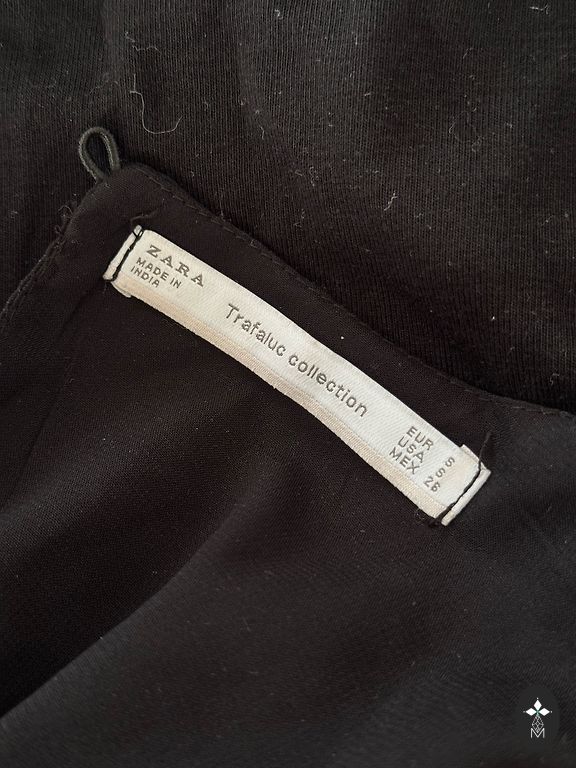 ZARA
MADE IN
INDIA
Trafaluc collection
EUR S
USA S
MEX 26